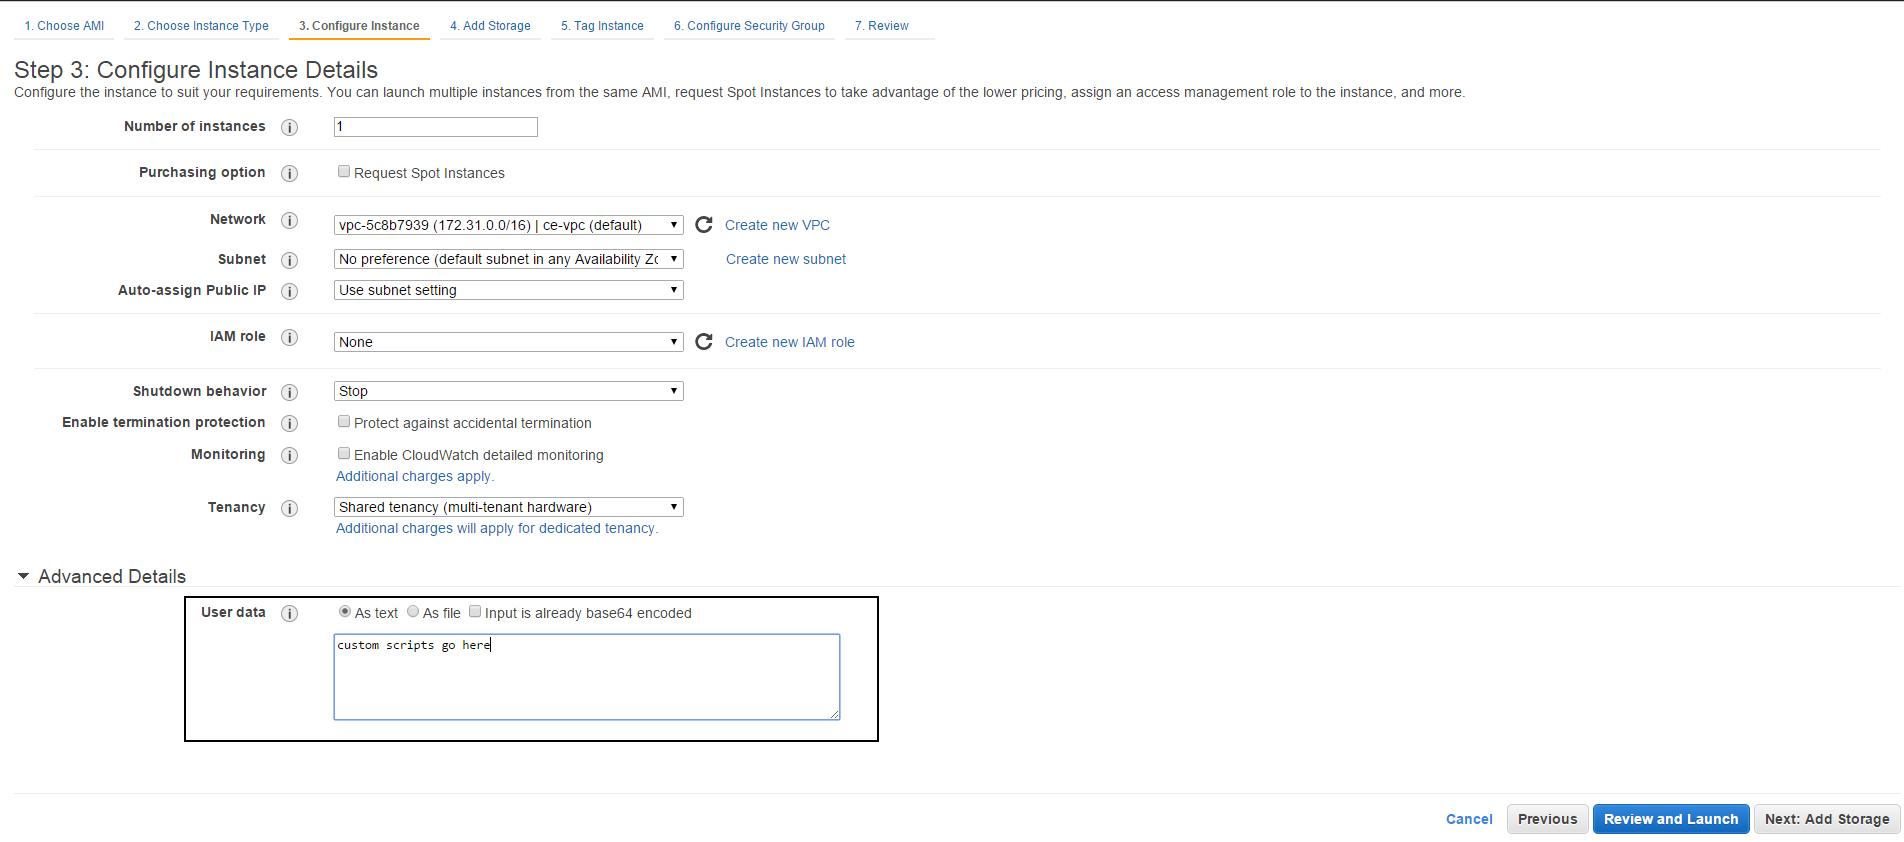 1. Choose AMI 2. Choose Instance Type 3. Configure Instance 4. Add Storage 5. Tag Instance 6. Configure Security Group 7. Review
Step 3: Configure Instance Details
Configure the instance to suit your requirements. You can launch multiple instances from the same AMI, request Spot Instances to take advantage of the lower pricing, assign an access management role to the instance, and more.
Number of instances i 1
Purchasing option i Request Spot Instances
Network i vpc-5c8b7939 (172.31.0.0/16) | ce-vpc (default) Create new VPC
Subnet i No preference (default subnet in any Availability Zo Create new subnet
Auto-assign Public IP i Use subnet setting
IAM role i None Create new IAM role
Shutdown behavior i Stop
Enable termination protection i Protect against accidental termination
Monitoring i Enable CloudWatch detailed monitoring
Additional charges apply.
Tenancy i Shared tenancy (multi-tenant hardware)
Additional charges will apply for dedicated tenancy.
Advanced Details
User data i As text As file Input is already base64 encoded
custom scripts go here
Cancel Previous Review and Launch Next: Add Storage